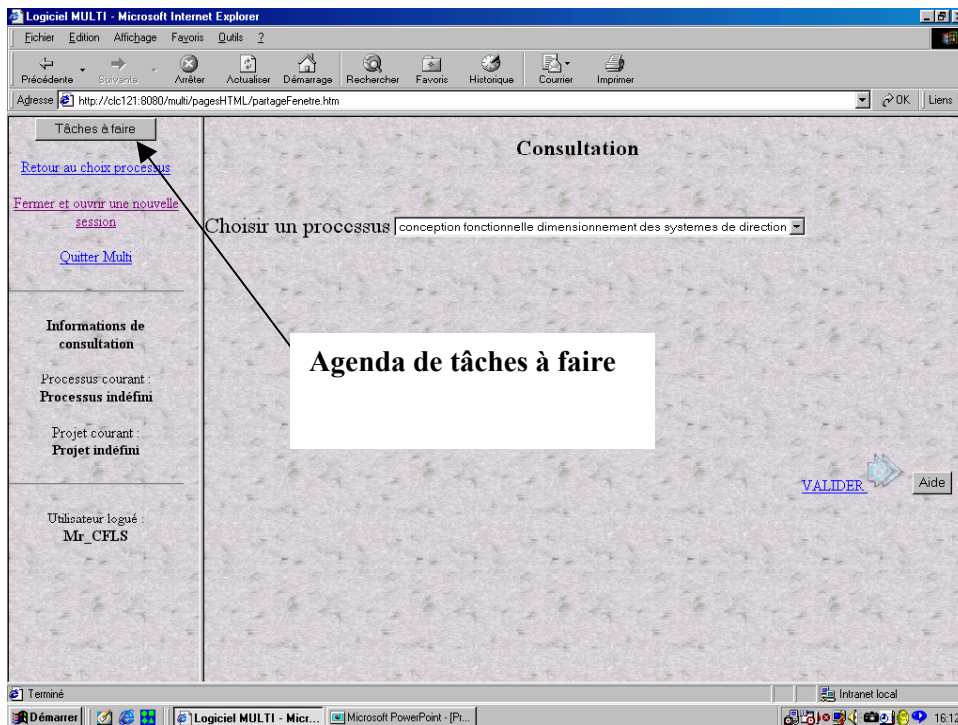 Logiciel MULTI - Microsoft Internet Explorer
Eichier Edition Affichage Favoris Outils ?
Précédente Suivante Arrêter Actualiser Démarrage Rechercher Favoris Historique Courrier Imprimer
Adresse http://clc121:8080/multi/pagesHTML/partageFenetre.htm OK Liens
Tâches à faire
Retour au choix processus
Fermer et ouvrir une nouvelle
session
Quitter Multi
Informations de
consultation
Processus courant :
Processus indéfini
Projet courant :
Projet indéfini
Utilisateur logué :
Mr_CFLS
Consultation
Choisir un processus conception fonctionnelle dimensionnement des systemes de direction
Agenda de tâches à faire
VALIDER Aide
Terminé Intranet local
Démarrer Logiciel MULTI - Micr... Microsoft PowerPoint - [Pr... 16:12